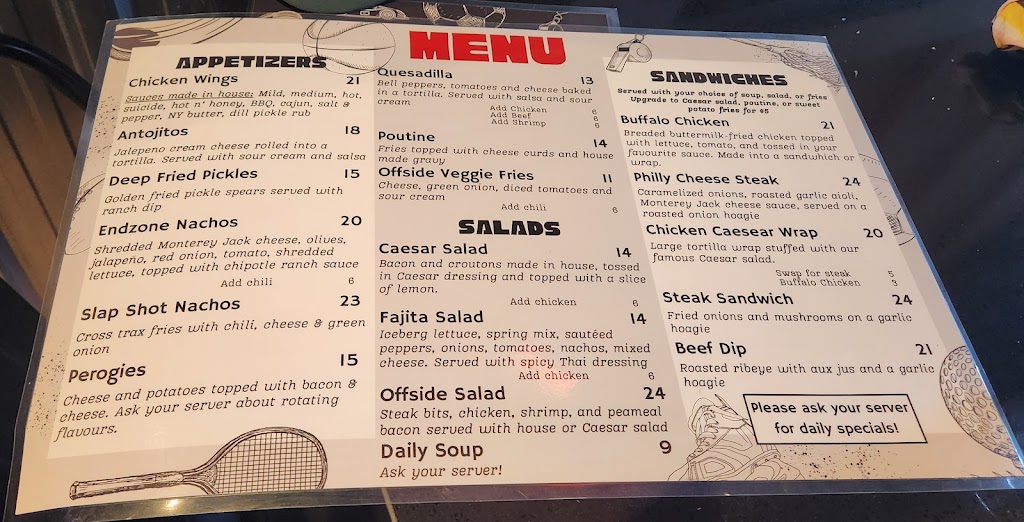 MENU
APPETIZERS
Chicken Wings 21
Sauces made in house: Mild, medium, hot,
suicide, hot n' honey, BBQ, cajun, salt &
pepper, NY butter, dill pickle rub
Antojitos 18
Jalepeno cream cheese rolled into a
tortilla. Served with sour cream and salsa
Deep Fried Pickles 15
Golden fried pickle spears served with
ranch dip
Endzone Nachos 20
Shredded Monterey Jack cheese, olives,
jalapeño, red onion, tomato, shredded
lettuce, topped with chipotle ranch sauce
Add chili 6
Slap Shot Nachos 23
Cross trax fries with chili, cheese & green
onion
Perogies 15
Cheese and potatoes topped with bacon &
cheese. Ask your server about rotating
flavours.
Quesadilla 13
Bell peppers, tomatoes and cheese baked
in a tortilla. Served with salsa and sour
cream
Add Chicken 6
Add Beef 6
Add Shrimp 6
Poutine 14
Fries topped with cheese curds and house
made gravy
Offside Veggie Fries 11
Cheese, green onion, diced tomatoes and
sour cream
Add chili 6
SALADS
Caesar Salad 14
Bacon and croutons made in house, tossed
in Caesar dressing and topped with a slice
of lemon.
Add chicken 6
Fajita Salad 14
Iceberg lettuce, spring mix, sautéed
peppers, onions, tomatoes, nachos, mixed
cheese. Served with spicy Thai dressing
Add chicken 6
Offside Salad 24
Steak bits, chicken, shrimp, and peameal
bacon served with house or Caesar salad
Daily Soup 9
Ask your server!
SANDWICHES
Served with your choice of soup, salad, or fries
Upgrade to Caesar salad, poutine, or sweet
potato fries for $5
Buffalo Chicken 21
Breaded buttermilk-fried chicken topped
with lettuce, tomato, and tossed in your
favourite sauce. Made into a sandwhich or
wrap.
Philly Cheese Steak 24
Caramelized onions, roasted garlic aioli,
Monterey Jack cheese sauce, served on a
roasted onion hoagie
Chicken Caesear Wrap 20
Large tortilla wrap stuffed with our
famous Caesar salad.
Swap for steak 5
Buffalo Chicken 3
Steak Sandwich 24
Fried onions and mushrooms on a garlic
hoagie
Beef Dip 21
Roasted ribeye with aux jus and a garlic
hoagie
Please ask your server
for daily specials!